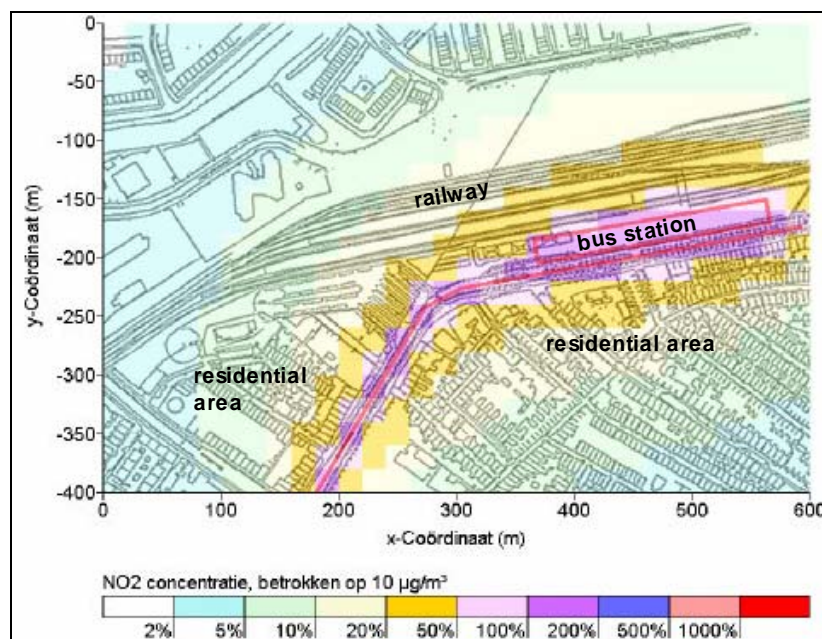 0
-50
-100
-150
-200
-250
-300
-350
-400
y-Coördinaat (m)
railway
bus station
residential area
residential
area
0 100 200 300 400 500 600
x-Coördinaat (m)
NO2 concentratie, betrokken op 10 µg/m³
2% 5% 10% 20% 50% 100% 200% 500% 1000%